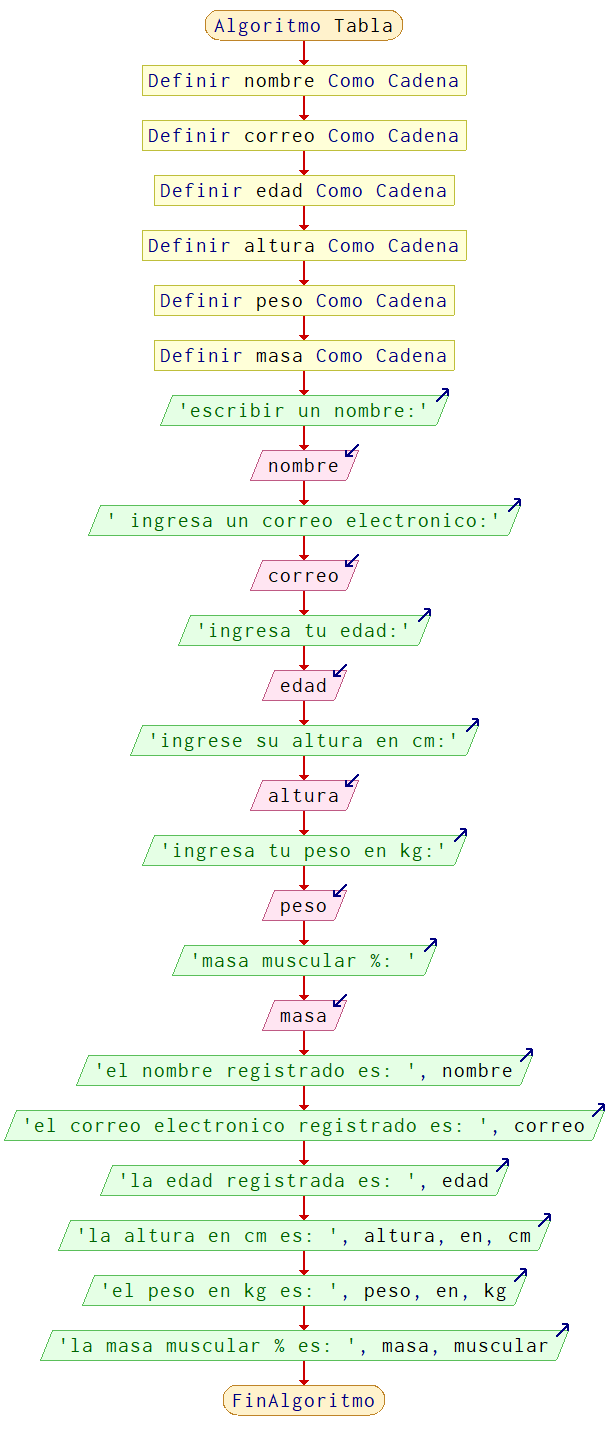 Algoritmo Tabla
Definir nombre Como Cadena
Definir correo Como Cadena
Definir edad Como Cadena
Definir altura Como Cadena
Definir peso Como Cadena
Definir masa Como Cadena
'escribir un nombre:'
nombre
' ingresa un correo electronico:'
correo
'ingresa tu edad:'
edad
'ingrese su altura en cm:'
altura
'ingresa tu peso en kg:'
peso
'masa muscular %: '
masa
'el nombre registrado es: ', nombre
'el correo electronico registrado es: ', correo
'la edad registrada es: ', edad
'la altura en cm es: ', altura, en, cm
'el peso en kg es: ', peso, en, kg
'la masa muscular % es: ', masa, muscular
FinAlgoritmo